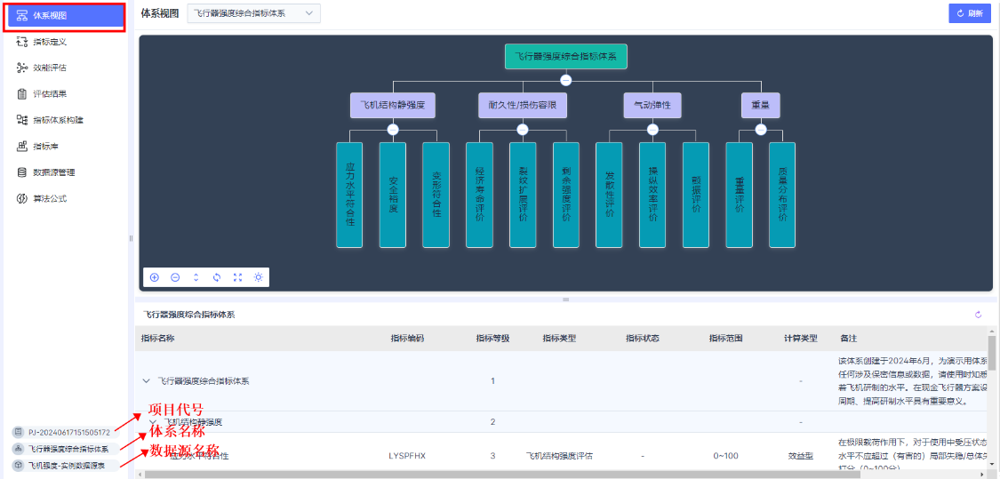 体系视图
指标定义
效能评估
评估结果
指标体系构建
指标库
数据源管理
算法公式
PJ-20240617151505172
飞行器强度综合指标体系
飞机强度-实例数据源表
项目代号
体系名称
数据源名称
体系视图
飞行器强度综合指标体系
刷新
飞行器强度综合指标体系
飞机结构静强度
耐久性/损伤容限
气动弹性
重量
应力水平符合性
安全裕度
变形符合性
经济寿命评价
裂纹扩展评价
剩余强度评价
发散性评价
操纵效率评价
颤振评价
重量评价
质量分布评价
飞行器强度综合指标体系
指标名称 指标编码 指标等级 指标类型 指标状态 指标范围 计算类型 备注
飞行器强度综合指标体系 1 -
该体系创建于2024年6月，为演示用体系
任何涉及保密信息或数据，请使用时知悉
着飞机研制的水平。在现金飞行器方案设
周期、提高研制水平具有重要意义。
飞机结构静强度 2 -
应力水平符合性 LYSPFHX 3 飞机结构强度评估 - 0~100 效益型
在极限载荷作用下，对于使用中受压状态
水平不应超过（有害的）局部失稳/总体失
打分（0~100分）